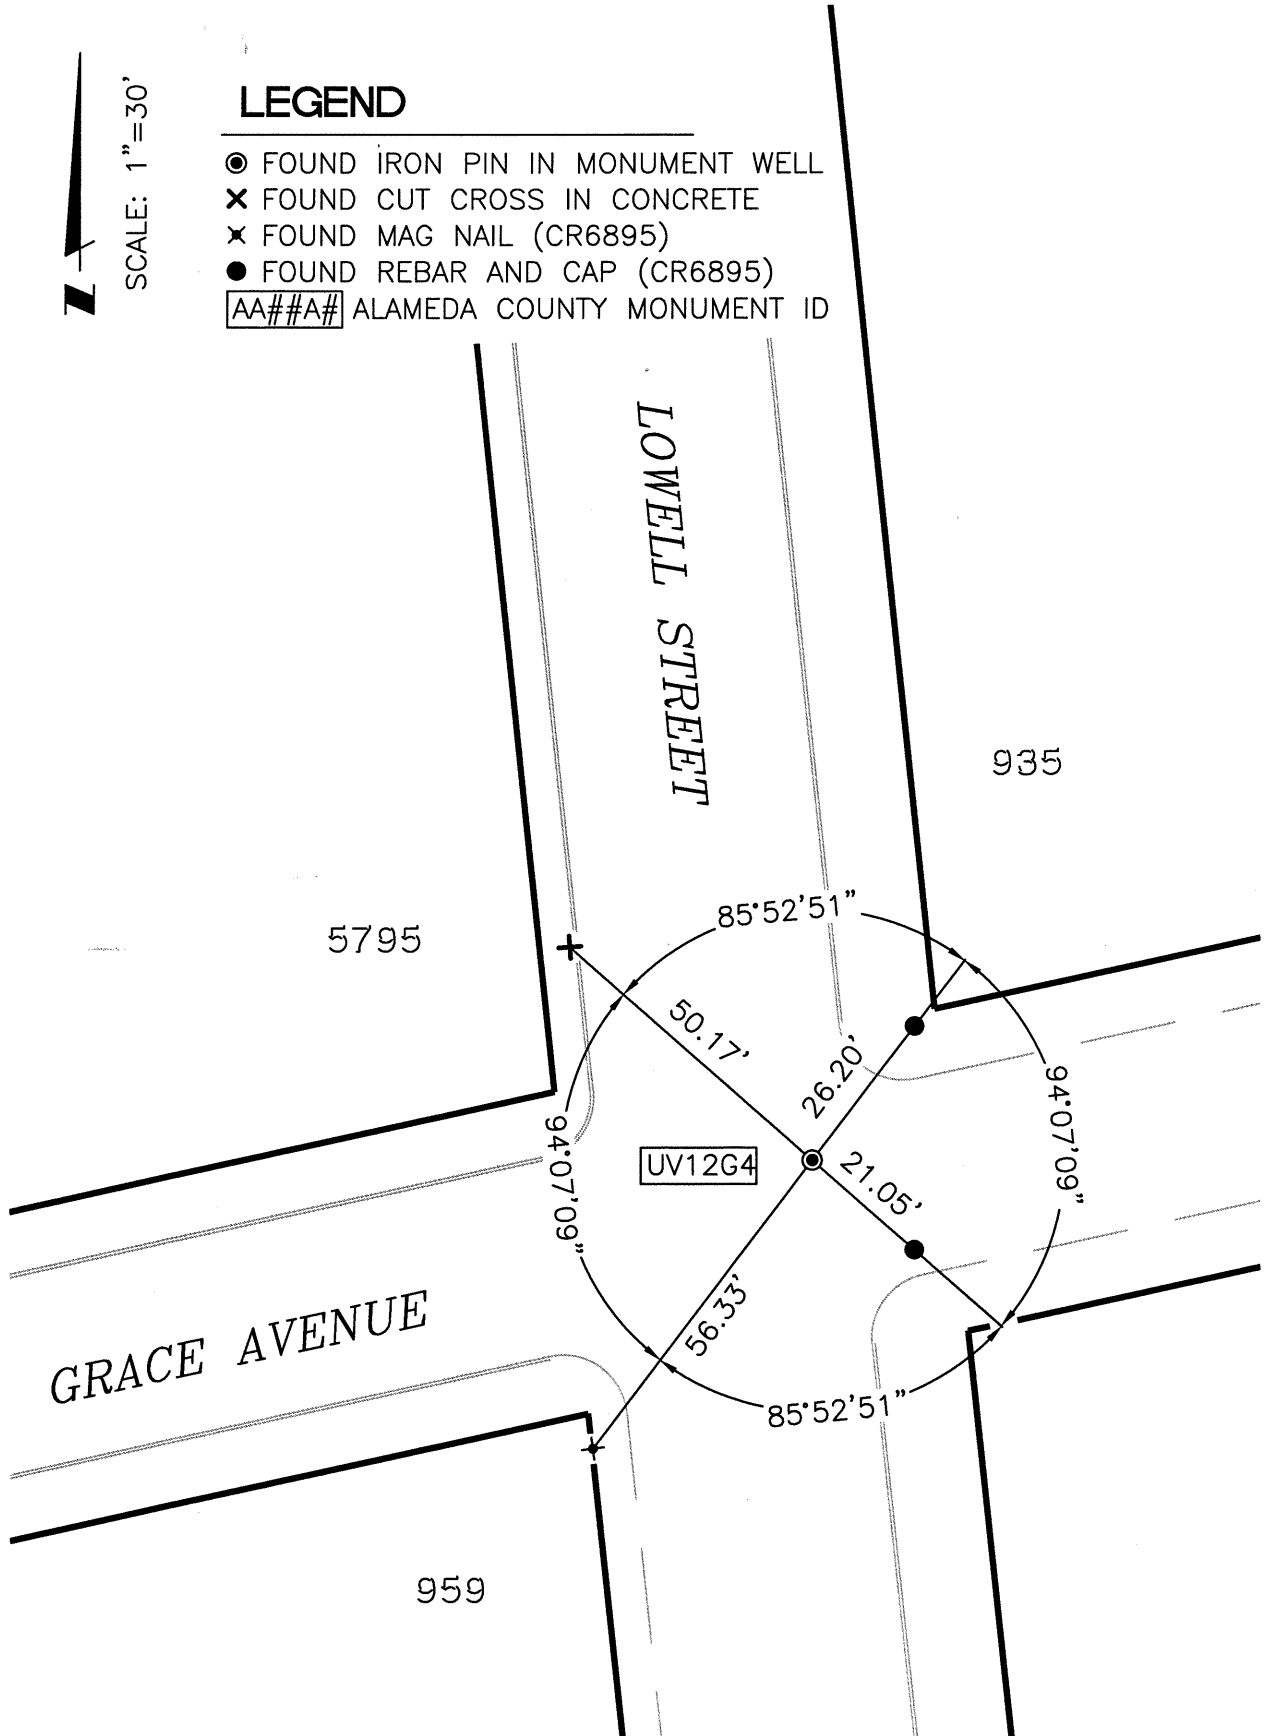 SCALE: 1"=30'
LEGEND
FOUND IRON PIN IN MONUMENT WELL
FOUND CUT CROSS IN CONCRETE
FOUND MAG NAIL (CR6895)
FOUND REBAR AND CAP (CR6895)
AA##A# ALAMEDA COUNTY MONUMENT ID
LOWELL STREET
935
5795
85°52'51"
50.17'
26.20'
94°07'09"
94°07'09"
UV12G4
21.05'
56.33'
GRACE AVENUE
85°52'51"
959